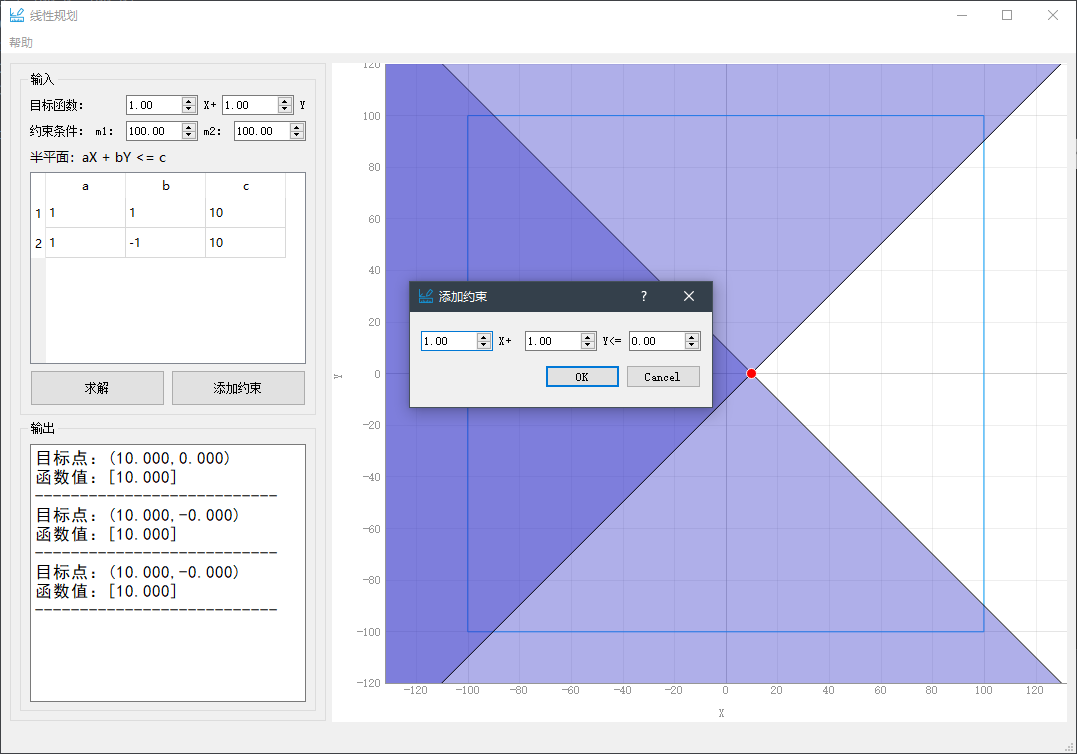 线性规划
帮助
输入
目标函数： 1.00 X+ 1.00 Y
约束条件： m1： 100.00 m2： 100.00
半平面：aX + bY <= c
a b c
1 1 1 10
2 1 -1 10
求解 添加约束
输出
目标点：(10.000,0.000)
函数值：[10.000]
---------------------------
目标点：(10.000,-0.000)
函数值：[10.000]
---------------------------
目标点：(10.000,-0.000)
函数值：[10.000]
---------------------------
120
100
80
60
40
20
0
-20
-40
-60
-80
-100
-120
Y
-120 -100 -80 -60 -40 -20 0 20 40 60 80 100 120
X
添加约束 ?
1.00 X+ 1.00 Y<= 0.00
OK Cancel